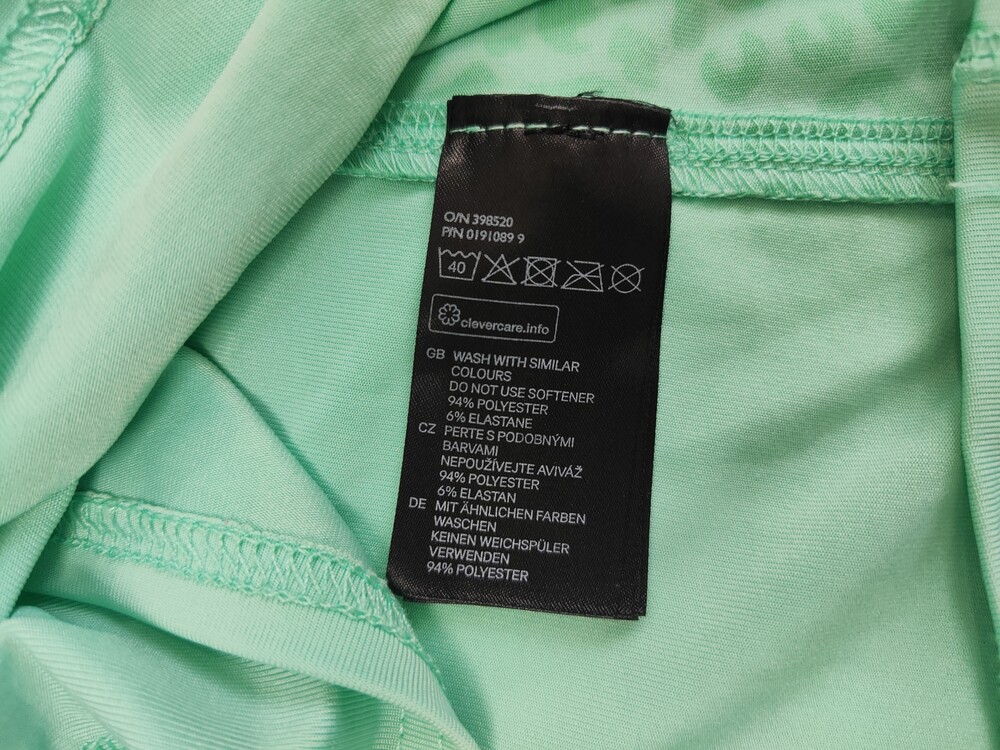 O/N 398520
P/N 0191089 9
40
clevercare.info
GB WASH WITH SIMILAR
COLOURS
DO NOT USE SOFTENER
94% POLYESTER
6% ELASTANE
CZ PERTE S PODOBNÝMI
BARVAMI
NEPOUŽÍVEJTE AVIVÁŽ
94% POLYESTER
6% ELASTAN
DE MIT ÄHNLICHEN FARBEN
WASCHEN
KEINEN WEICHSPÜLER
VERWENDEN
94% POLYESTER